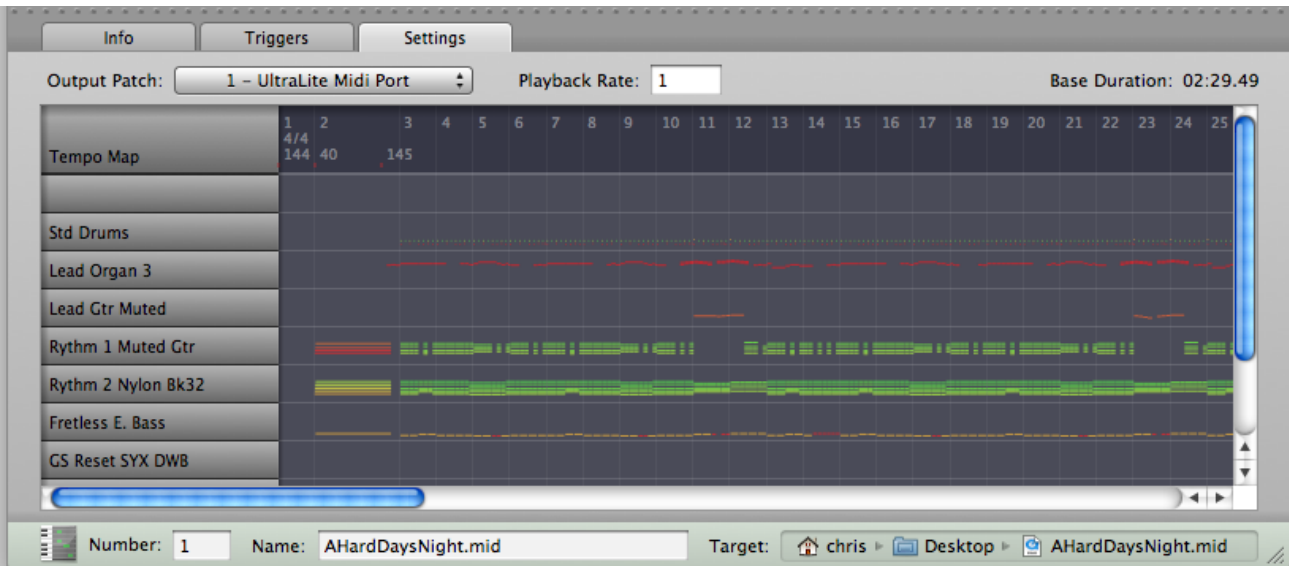 Info Triggers Settings
Output Patch: 1 – UltraLite Midi Port Playback Rate: 1 Base Duration: 02:29.49
1 2 3 4 5 6 7 8 9 10 11 12 13 14 15 16 17 18 19 20 21 22 23 24 25
4/4
Tempo Map 144 40 145
Std Drums
Lead Organ 3
Lead Gtr Muted
Rythm 1 Muted Gtr
Rythm 2 Nylon Bk32
Fretless E. Bass
GS Reset SYX DWB
Number: 1 Name: AHardDaysNight.mid Target: chris Desktop AHardDaysNight.mid